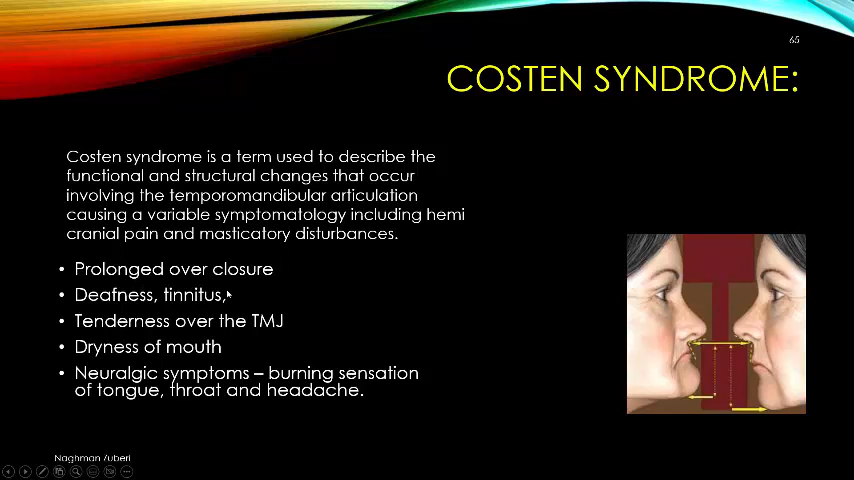 65
COSTEN SYNDROME:
Costen syndrome is a term used to describe the
functional and structural changes that occur
involving the temporomandibular articulation
causing a variable symptomatology including hemi
cranial pain and masticatory disturbances.
• Prolonged over closure
• Deafness, tinnitus,
• Tenderness over the TMJ
• Dryness of mouth
• Neuralgic symptoms – burning sensation
of tongue, throat and headache.
Naghman Zuberi